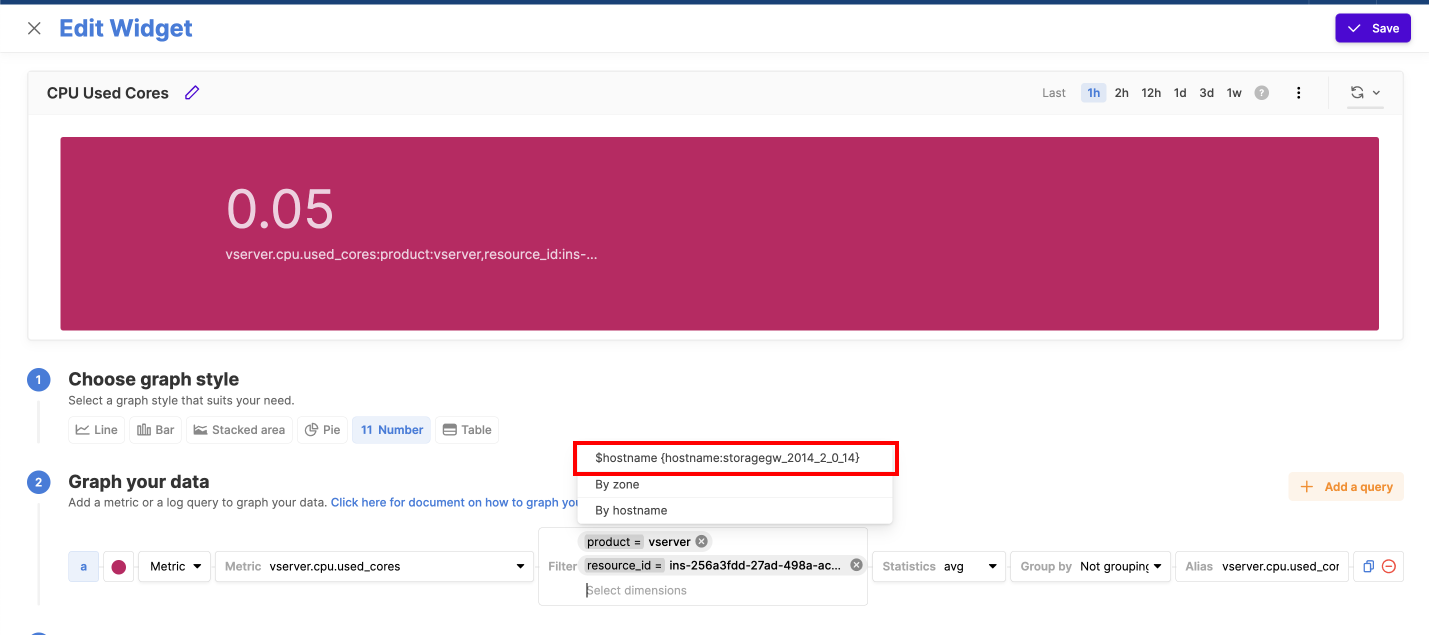 Edit Widget
Save
CPU Used Cores
Last 1h 2h 12h 1d 3d 1w ?
0.05
vserver.cpu.used_cores:product:vserver,resource_id:ins-...
1 Choose graph style
Select a graph style that suits your need.
Line Bar Stacked area Pie 11 Number Table
$hostname {hostname:storagegw_2014_2_0_14}
By zone
By hostname
2 Graph your data
Add a metric or a log query to graph your data. Click here for document on how to graph you
Add a query
product = vserver
a Metric Metric vserver.cpu.used_cores Filter resource_id = ins-256a3fdd-27ad-498a-ac... Statistics avg Group by Not grouping Alias vserver.cpu.used_cor
Select dimensions